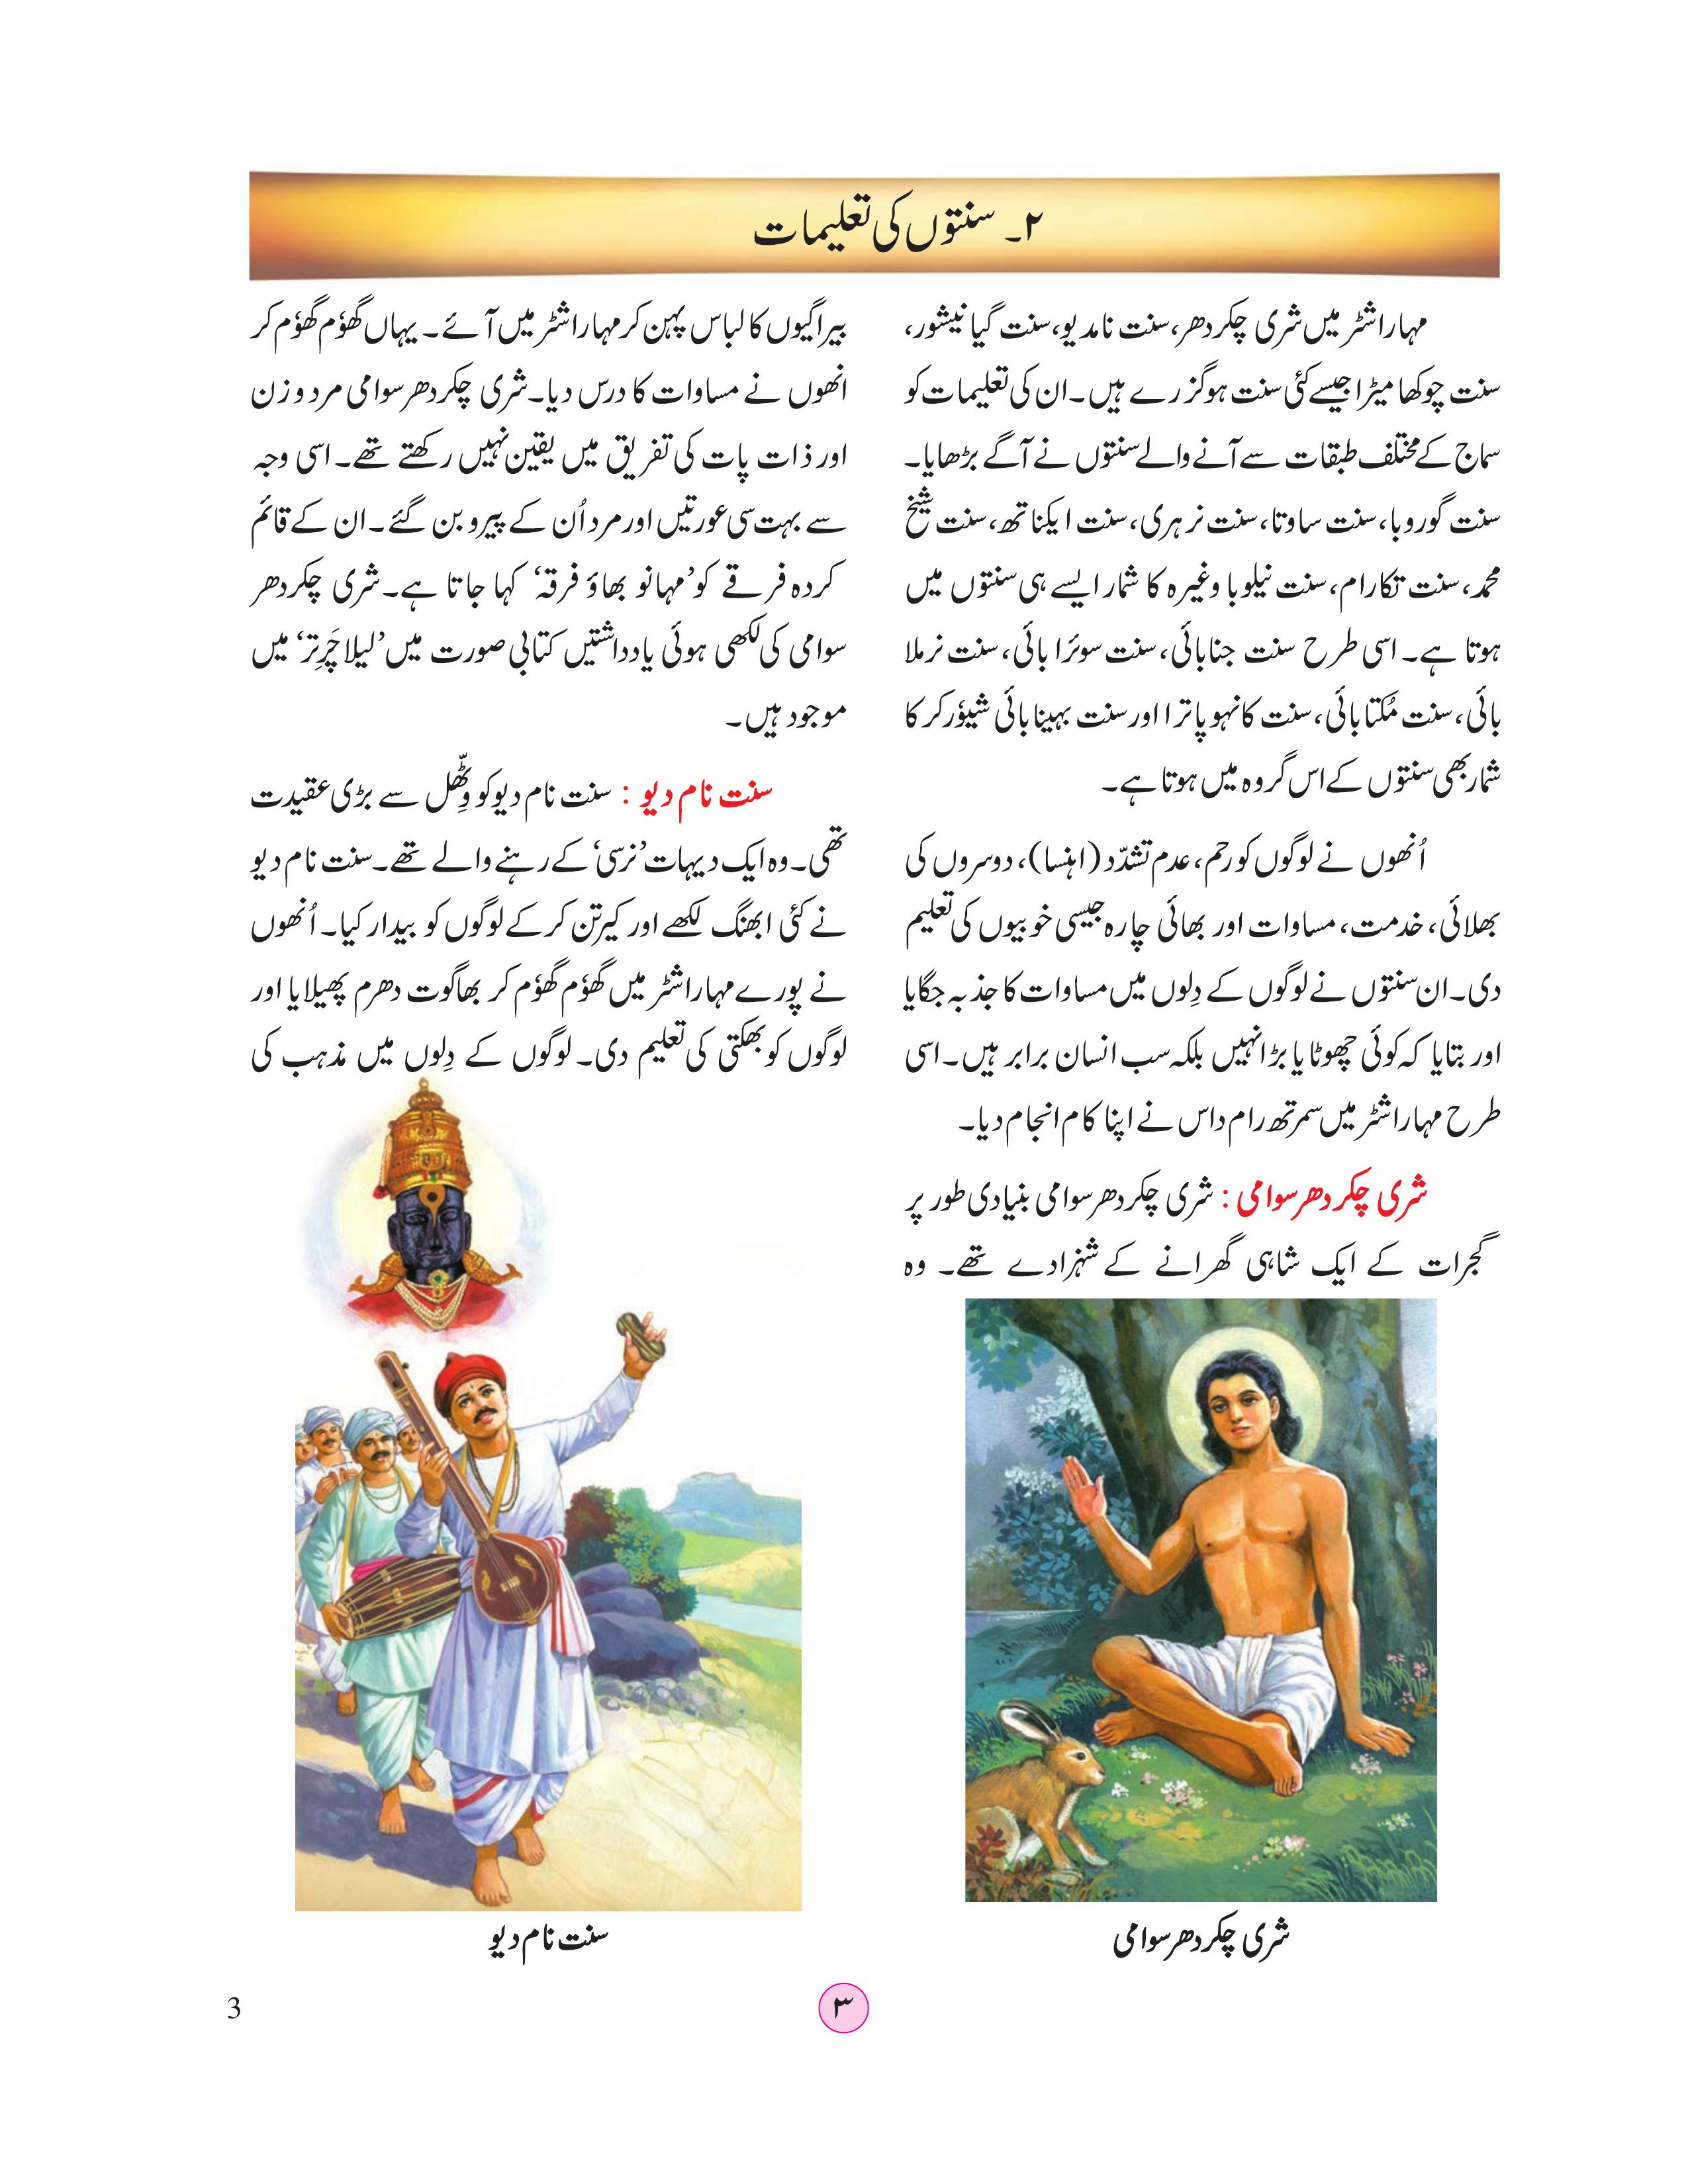 ۲۔ سنتوں کی تعلیمات
مہاراشٹر میں شری چکردھر، سنت نامدیو، سنت گیانیشور،
سنت چوکھا میڑا جیسے کئی سنت ہو گزرے ہیں۔ ان کی تعلیمات کو
سماج کے مختلف طبقات سے آنے والے سنتوں نے آگے بڑھایا۔
سنت گوروبا، سنت ساوتا، سنت نرہری، سنت ایکناتھ، سنت شیخ
محمد، سنت تکارام، سنت نیلوبا وغیرہ کا شمار ایسے ہی سنتوں میں
ہوتا ہے۔ اسی طرح سنت جنابائی، سنت سوئرا بائی، سنت نرملا
بائی، سنت مُکتا بائی، سنت کانہوپاترا اور سنت بہینا بائی شیؤرکر کا
شمار بھی سنتوں کے اس گروہ میں ہوتا ہے۔
اُنھوں نے لوگوں کو رحم، عدم تشدّد (اہنسا)، دوسروں کی
بھلائی، خدمت، مساوات اور بھائی چارہ جیسی خوبیوں کی تعلیم
دی۔ ان سنتوں نے لوگوں کے دِلوں میں مساوات کا جذبہ جگایا
اور بتایا کہ کوئی چھوٹا یا بڑا نہیں بلکہ سب انسان برابر ہیں۔ اسی
طرح مہاراشٹر میں سمرتھ رام داس نے اپنا کام انجام دیا۔
شری چکردھر سوامی : شری چکردھر سوامی بنیادی طور پر
گجرات کے ایک شاہی گھرانے کے شہزادے تھے۔ وہ
شری چکردھر سوامی
بیراگیوں کا لباس پہن کر مہاراشٹر میں آئے۔ یہاں گھؤم گھؤم کر
انھوں نے مساوات کا درس دیا۔ شری چکردھر سوامی مرد و زن
اور ذات پات کی تفریق میں یقین نہیں رکھتے تھے۔ اسی وجہ
سے بہت سی عورتیں اور مرد اُن کے پیرو بن گئے۔ ان کے قائم
کردہ فرقے کو ’مہانو بھاؤ فرقہ‘ کہا جاتا ہے۔ شری چکردھر
سوامی کی لکھی ہوئی یادداشتیں کتابی صورت میں ’لیلا چَرِتر‘ میں
موجود ہیں۔
سنت نام دیو : سنت نام دیو کو وِٹّھل سے بڑی عقیدت
تھی۔ وہ ایک دیہات ’نرسی‘ کے رہنے والے تھے۔ سنت نام دیو
نے کئی ابھنگ لکھے اور کیرتن کر کے لوگوں کو بیدار کیا۔ اُنھوں
نے پورے مہاراشٹر میں گھؤم گھؤم کر بھاگوت دھرم پھیلایا اور
لوگوں کو بھکتی کی تعلیم دی۔ لوگوں کے دِلوں میں مذہب کی
سنت نام دیو
۳
3